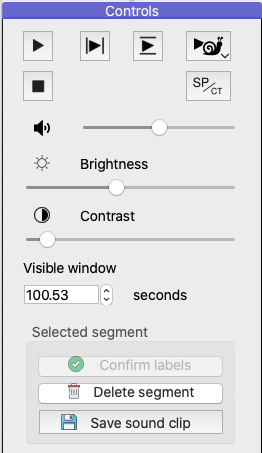 Controls
SP/CT
Brightness
Contrast
Visible window
100.53 seconds
Selected segment
Confirm labels
Delete segment
Save sound clip